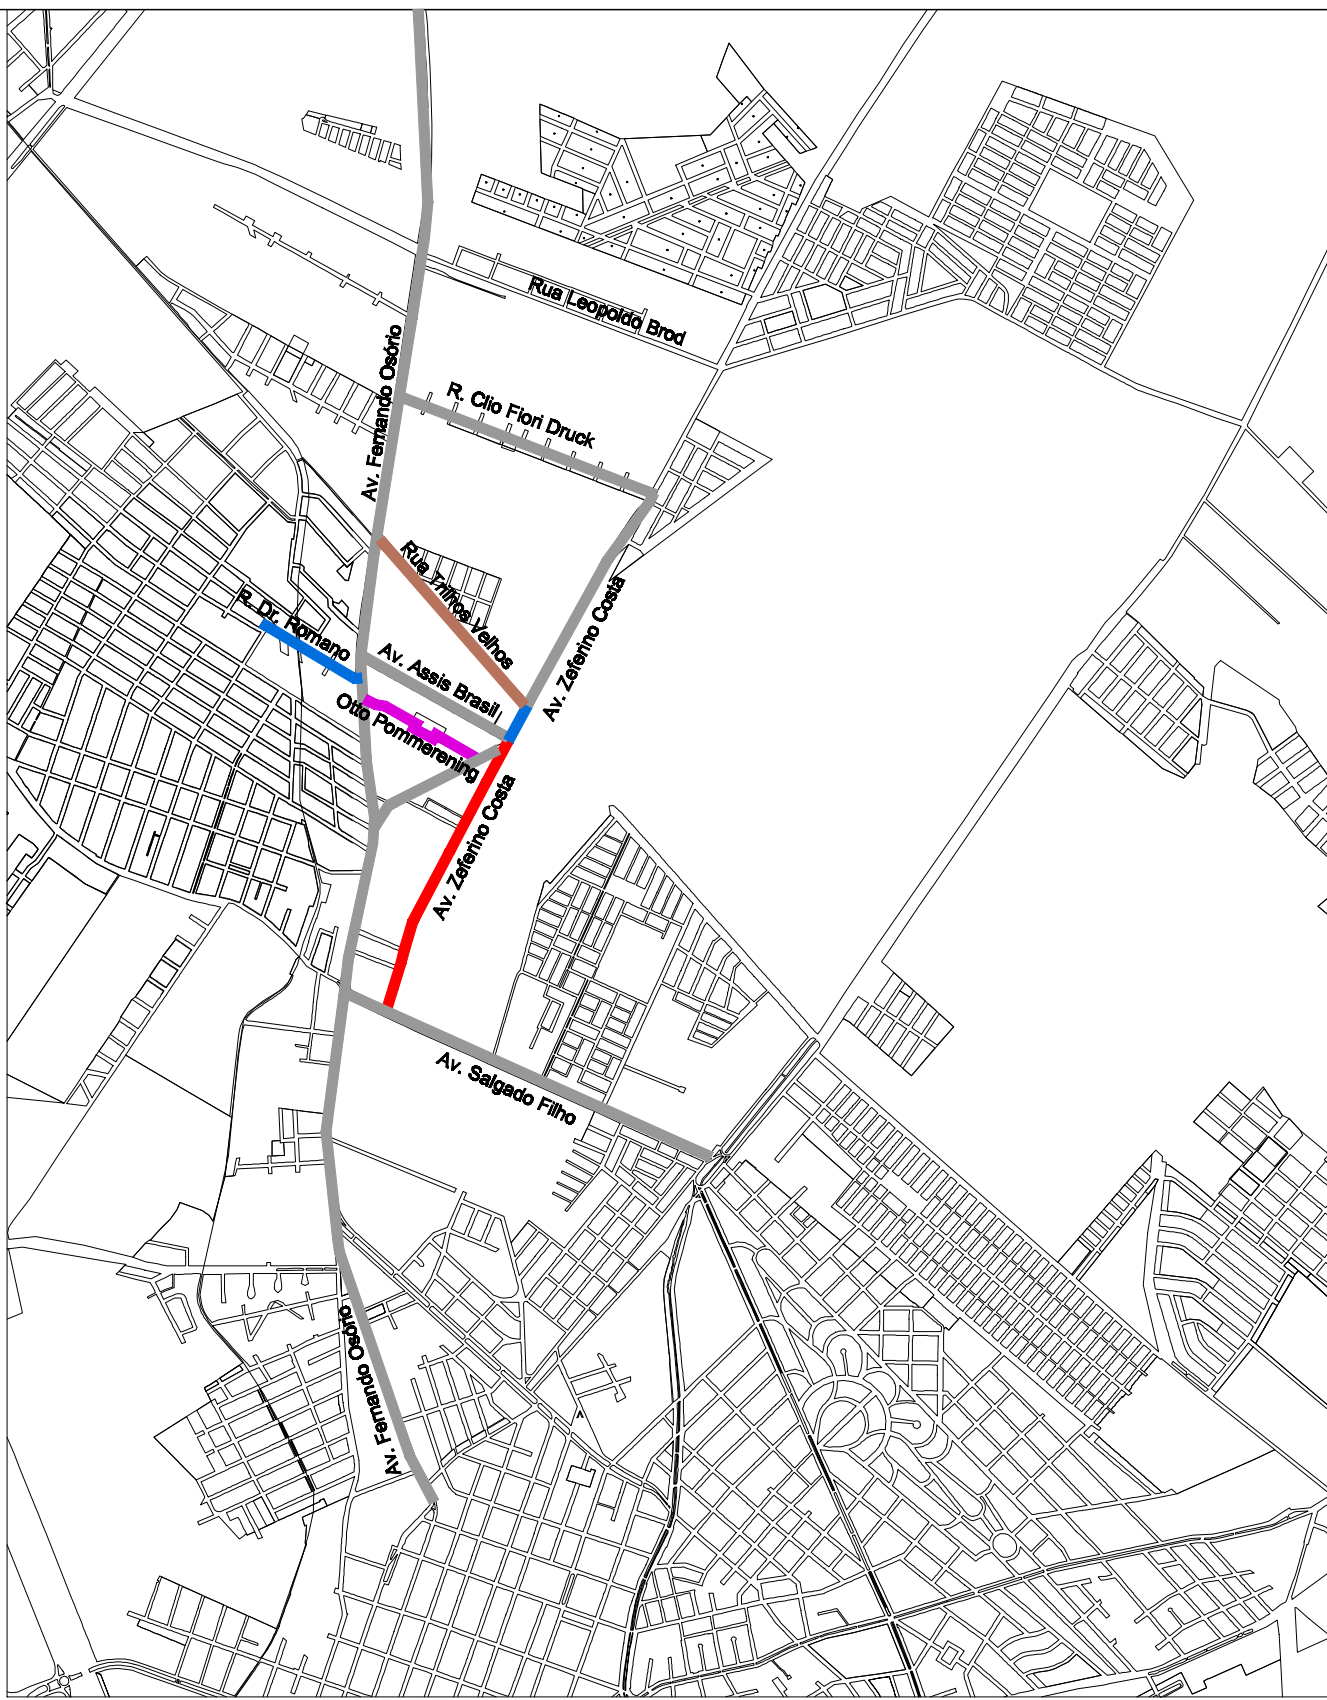 Rua Leopoldo Brod
Av. Fernando Osório
R. Clio Fiori Druck
Rua Trilhos Velhos
Av. Zeferino Costa
R. Dr. Romano
Av. Assis Brasil
Otto Pommerening
Av. Zeferino Costa
Av. Salgado Filho
Av. Fernando Osório